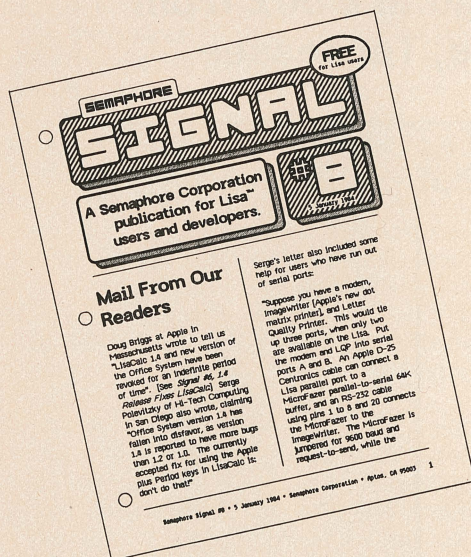 FREE
for Lisa users
SEMAPHORE
SIGNAL
A Semaphore Corporation
publication for Lisa™
users and developers.
#8
5 January 1984
Mail From Our
Readers
Doug Briggs at Apple in
Massachusetts wrote to tell us
"LisaCalc 1.4 and new version of
the Office System have been
revoked for an indefinite period
of time". [See Signal #6, 1.4
Release Fixes LisaCalc] Serge
Polevitzky of Hi-Tech Computing
in San Diego also wrote, claiming
"Office System version 1.4 has
fallen into disfavor, as version
1.4 is reported to have more bugs
than 1.2 or 1.0. The currently
accepted fix for using the Apple
plus Period keys in LisaCalc is:
don't do that!"
Serge's letter also included some
help for users who have run out
of serial ports:
"Suppose you have a modem,
ImageWriter [Apple's new dot
matrix printer], and Letter
Quality Printer. This would tie
up three ports, when only two
are available on the Lisa. Put
the modem and LQP into serial
ports A and B. An Apple D-25
Centronics cable can connect a
Lisa parallel port to a
MicroFazer parallel-to-serial 64K
buffer, and an RS-232 cable
using pins 1 to 8 and 20 connects
the MicroFazer to the
ImageWriter. The MicroFazer is
jumpered for 9600 baud and
request-to-send, while the
Semaphore Signal #8 • 5 January 1984 • Semaphore Corporation • Aptos, CA 95003 1